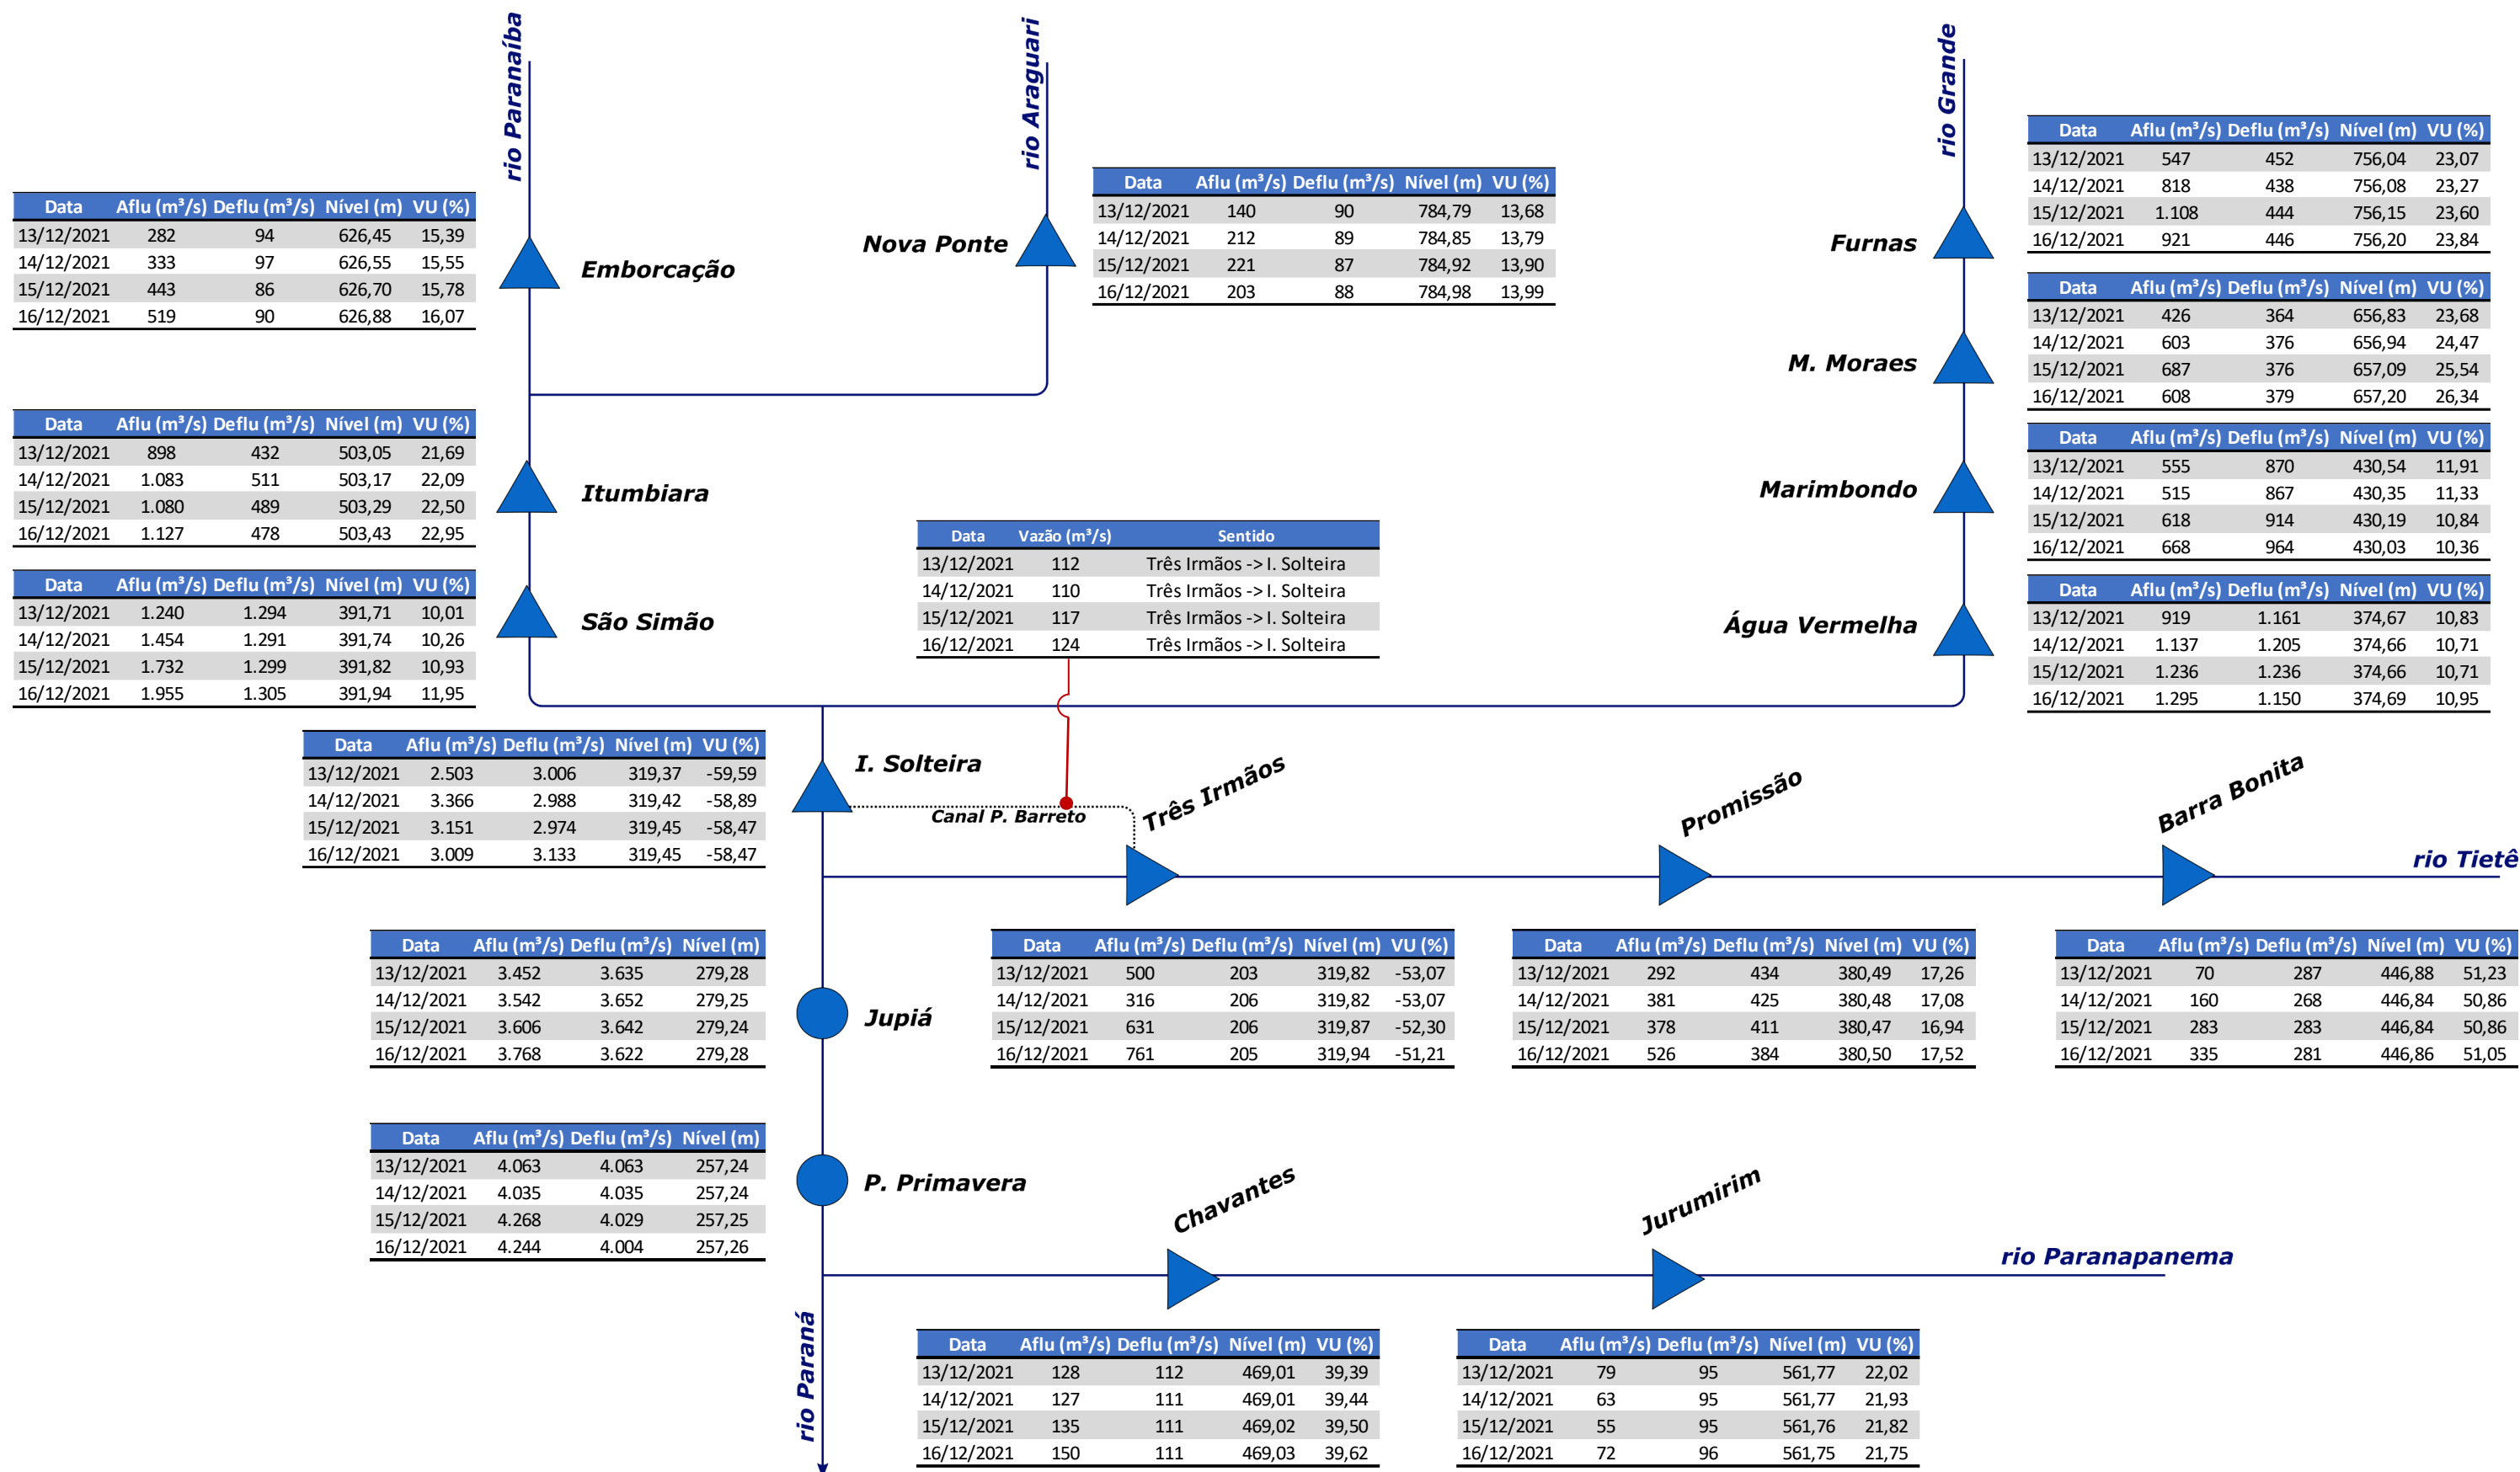 rio Paranaíba
rio Araguari
rio Grande
Data Aflu (m³/s) Deflu (m³/s) Nível (m) VU (%)
13/12/2021 547 452 756,04 23,07
14/12/2021 818 438 756,08 23,27
15/12/2021 1.108 444 756,15 23,60
16/12/2021 921 446 756,20 23,84
Furnas
Data Aflu (m³/s) Deflu (m³/s) Nível (m) VU (%)
13/12/2021 140 90 784,79 13,68
14/12/2021 212 89 784,85 13,79
15/12/2021 221 87 784,92 13,90
16/12/2021 203 88 784,98 13,99
Nova Ponte
Data Aflu (m³/s) Deflu (m³/s) Nível (m) VU (%)
13/12/2021 282 94 626,45 15,39
14/12/2021 333 97 626,55 15,55
15/12/2021 443 86 626,70 15,78
16/12/2021 519 90 626,88 16,07
Emborcação
Data Aflu (m³/s) Deflu (m³/s) Nível (m) VU (%)
13/12/2021 426 364 656,83 23,68
14/12/2021 603 376 656,94 24,47
15/12/2021 687 376 657,09 25,54
16/12/2021 608 379 657,20 26,34
M. Moraes
Data Aflu (m³/s) Deflu (m³/s) Nível (m) VU (%)
13/12/2021 898 432 503,05 21,69
14/12/2021 1.083 511 503,17 22,09
15/12/2021 1.080 489 503,29 22,50
16/12/2021 1.127 478 503,43 22,95
Itumbiara
Data Aflu (m³/s) Deflu (m³/s) Nível (m) VU (%)
13/12/2021 555 870 430,54 11,91
14/12/2021 515 867 430,35 11,33
15/12/2021 618 914 430,19 10,84
16/12/2021 668 964 430,03 10,36
Marimbondo
Data Vazão (m³/s) Sentido
13/12/2021 112 Três Irmãos -> I. Solteira
14/12/2021 110 Três Irmãos -> I. Solteira
15/12/2021 117 Três Irmãos -> I. Solteira
16/12/2021 124 Três Irmãos -> I. Solteira
Data Aflu (m³/s) Deflu (m³/s) Nível (m) VU (%)
13/12/2021 1.240 1.294 391,71 10,01
14/12/2021 1.454 1.291 391,74 10,26
15/12/2021 1.732 1.299 391,82 10,93
16/12/2021 1.955 1.305 391,94 11,95
São Simão
Data Aflu (m³/s) Deflu (m³/s) Nível (m) VU (%)
13/12/2021 919 1.161 374,67 10,83
14/12/2021 1.137 1.205 374,66 10,71
15/12/2021 1.236 1.236 374,66 10,71
16/12/2021 1.295 1.150 374,69 10,95
Água Vermelha
Data Aflu (m³/s) Deflu (m³/s) Nível (m) VU (%)
13/12/2021 2.503 3.006 319,37 -59,59
14/12/2021 3.366 2.988 319,42 -58,89
15/12/2021 3.151 2.974 319,45 -58,47
16/12/2021 3.009 3.133 319,45 -58,47
I. Solteira
Canal P. Barreto
Três Irmãos
Promissão
Barra Bonita
rio Tietê
Data Aflu (m³/s) Deflu (m³/s) Nível (m)
13/12/2021 3.452 3.635 279,28
14/12/2021 3.542 3.652 279,25
15/12/2021 3.606 3.642 279,24
16/12/2021 3.768 3.622 279,28
Jupiá
Data Aflu (m³/s) Deflu (m³/s) Nível (m) VU (%)
13/12/2021 500 203 319,82 -53,07
14/12/2021 316 206 319,82 -53,07
15/12/2021 631 206 319,87 -52,30
16/12/2021 761 205 319,94 -51,21
Data Aflu (m³/s) Deflu (m³/s) Nível (m) VU (%)
13/12/2021 292 434 380,49 17,26
14/12/2021 381 425 380,48 17,08
15/12/2021 378 411 380,47 16,94
16/12/2021 526 384 380,50 17,52
Data Aflu (m³/s) Deflu (m³/s) Nível (m) VU (%)
13/12/2021 70 287 446,88 51,23
14/12/2021 160 268 446,84 50,86
15/12/2021 283 283 446,84 50,86
16/12/2021 335 281 446,86 51,05
Data Aflu (m³/s) Deflu (m³/s) Nível (m)
13/12/2021 4.063 4.063 257,24
14/12/2021 4.035 4.035 257,24
15/12/2021 4.268 4.029 257,25
16/12/2021 4.244 4.004 257,26
P. Primavera
Chavantes
Jurumirim
rio Paranapanema
rio Paraná
Data Aflu (m³/s) Deflu (m³/s) Nível (m) VU (%)
13/12/2021 128 112 469,01 39,39
14/12/2021 127 111 469,01 39,44
15/12/2021 135 111 469,02 39,50
16/12/2021 150 111 469,03 39,62
Data Aflu (m³/s) Deflu (m³/s) Nível (m) VU (%)
13/12/2021 79 95 561,77 22,02
14/12/2021 63 95 561,77 21,93
15/12/2021 55 95 561,76 21,82
16/12/2021 72 96 561,75 21,75